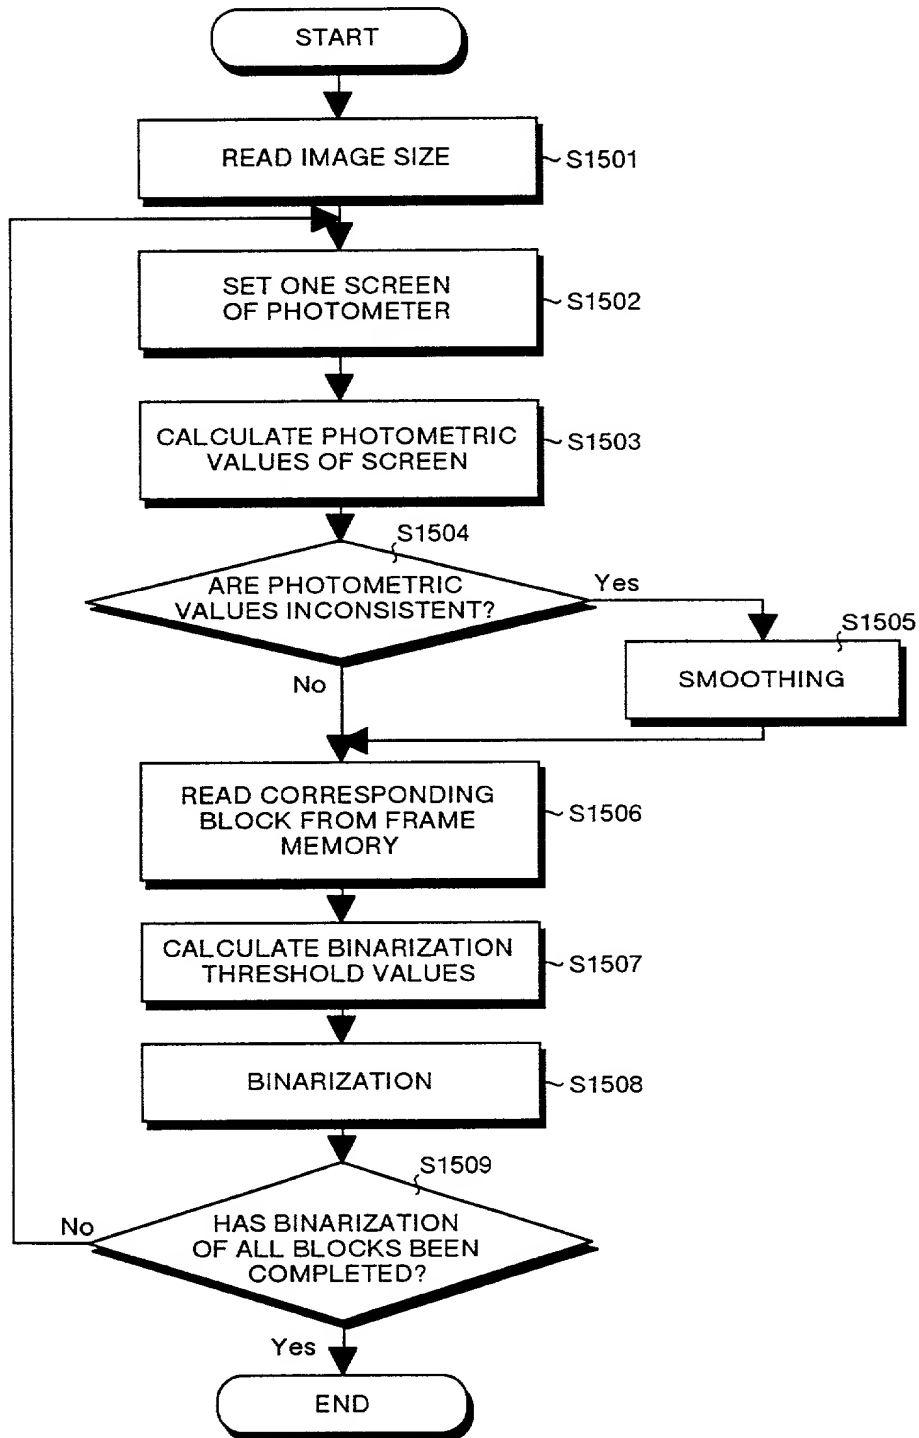 START
READ IMAGE SIZE
S1501
SET ONE SCREEN
OF PHOTOMETER
S1502
CALCULATE PHOTOMETRIC
VALUES OF SCREEN
S1503
S1504
ARE PHOTOMETRIC
VALUES INCONSISTENT?
Yes
No
S1505
SMOOTHING
READ CORRESPONDING
BLOCK FROM FRAME
MEMORY
S1506
CALCULATE BINARIZATION
THRESHOLD VALUES
S1507
BINARIZATION
S1508
S1509
HAS BINARIZATION
OF ALL BLOCKS BEEN
COMPLETED?
No
Yes
END